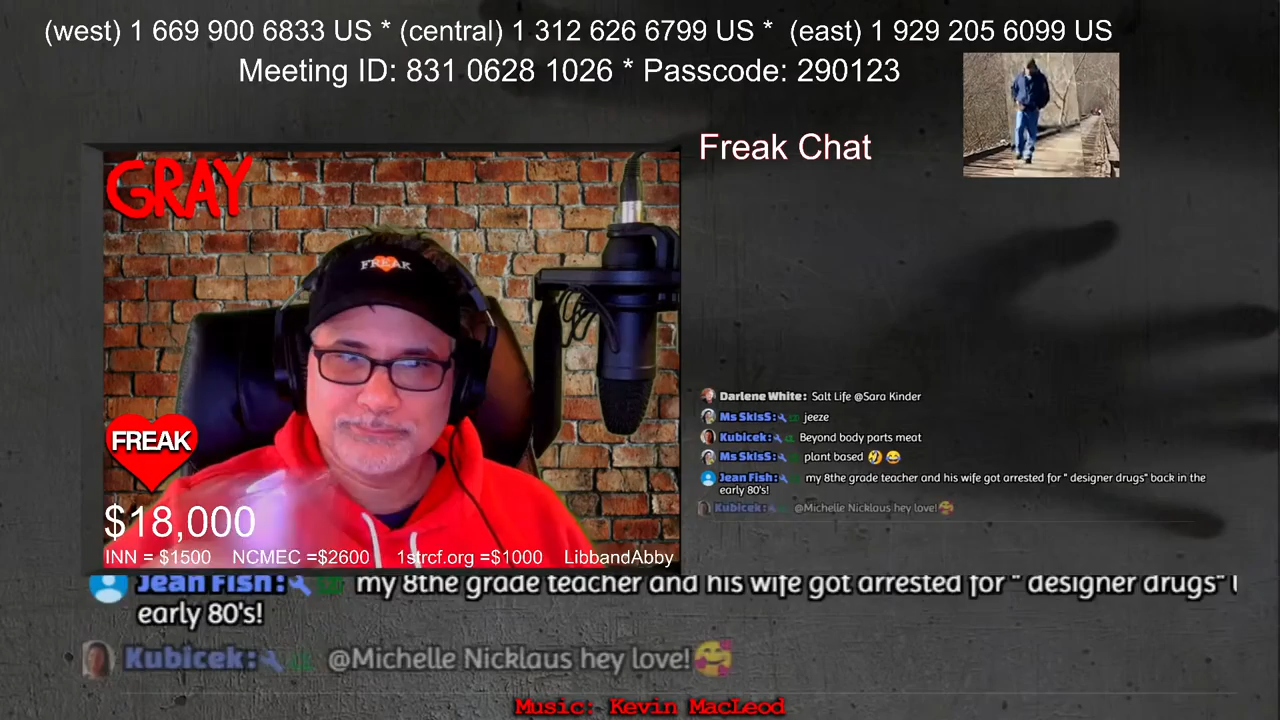 (west) 1 669 900 6833 US * (central) 1 312 626 6799 US * (east) 1 929 205 6099 US
Meeting ID: 831 0628 1026 * Passcode: 290123
Freak Chat
GRAY
FREAK
FREAK
$18,000
INN = $1500 NCMEC =$2600 1strcf.org =$1000 LibbandAbby
Darlene White: Salt Life @Sara Kinder
Ms SkisS: jeeze
Kubicek: Beyond body parts meat
Ms SkisS: plant based 🤣 😂
Jean Fish: my 8the grade teacher and his wife got arrested for " designer drugs" back in the
early 80's!
Kubicek: @Michelle Nicklaus hey love!🥰
Jean Fish: my 8the grade teacher and his wife got arrested for " designer drugs"
early 80's!
Kubicek: @Michelle Nicklaus hey love!🥰
Music: Kevin MacLeod